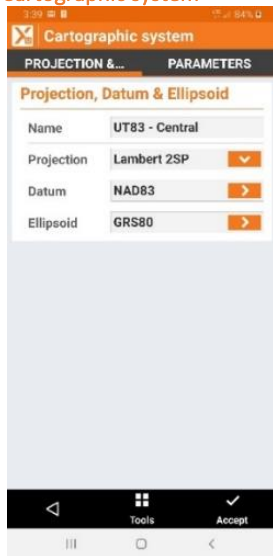 Cartographic system
3:39 84%
Cartographic system
PROJECTION &... PARAMETERS
Projection, Datum & Ellipsoid
Name UT83 - Central
Projection Lambert 2SP
Datum NAD83
Ellipsoid GRS80
Tools Accept